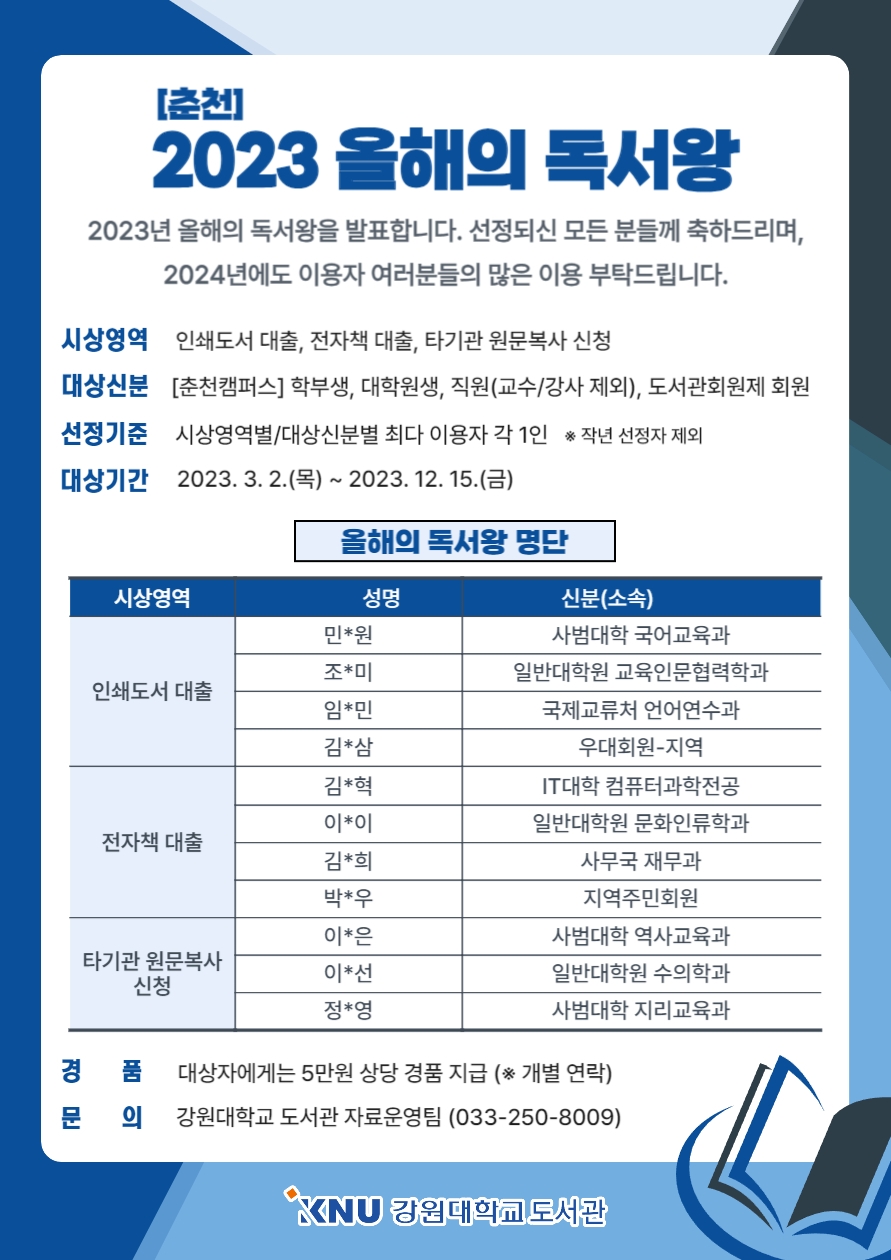 [춘천]
2023 올해의 독서왕
2023년 올해의 독서왕을 발표합니다. 선정되신 모든 분들께 축하드리며,
2024년에도 이용자 여러분들의 많은 이용 부탁드립니다.
시상영역 인쇄도서 대출, 전자책 대출, 타기관 원문복사 신청
대상신분 [춘천캠퍼스] 학부생, 대학원생, 직원(교수/강사 제외), 도서관회원제 회원
선정기준 시상영역별/대상신분별 최다 이용자 각 1인 ※ 작년 선정자 제외
대상기간 2023. 3. 2.(목) ~ 2023. 12. 15.(금)
올해의 독서왕 명단
시상영역 성명 신분(소속)
인쇄도서 대출
민*원 사범대학 국어교육과
조*미 일반대학원 교육인문협력학과
임*민 국제교류처 언어연수과
김*삼 우대회원-지역
전자책 대출
김*혁 IT대학 컴퓨터과학전공
이*이 일반대학원 문화인류학과
김*희 사무국 재무과
박*우 지역주민회원
타기관 원문복사
신청
이*은 사범대학 역사교육과
이*선 일반대학원 수의학과
정*영 사범대학 지리교육과
경 품 대상자에게는 5만원 상당 경품 지급 (※ 개별 연락)
문 의 강원대학교 도서관 자료운영팀 (033-250-8009)
KNU 강원대학교도서관